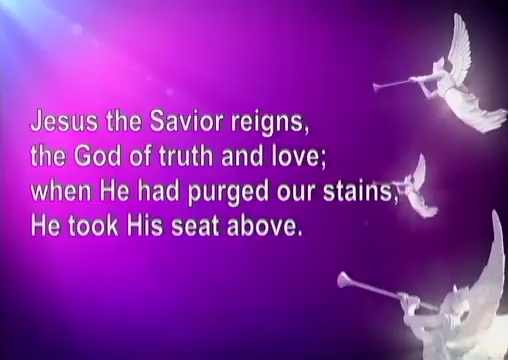 Jesus the Savior reigns,
the God of truth and love;
when He had purged our stains,
He took His seat above.